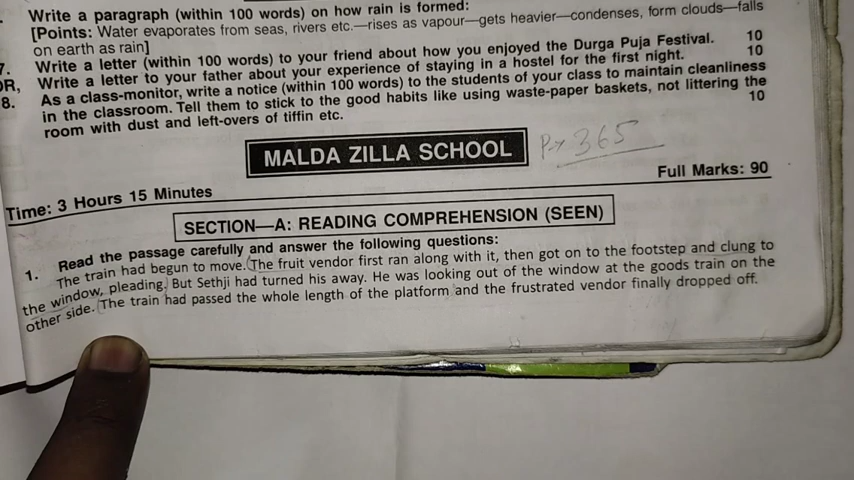 Write a paragraph (within 100 words) on how rain is formed:
[Points: Water evaporates from seas, rivers etc.—rises as vapour—gets heavier—condenses, form clouds—falls
on earth as rain] 10
7. Write a letter (within 100 words) to your friend about how you enjoyed the Durga Puja Festival. 10
OR, Write a letter to your father about your experience of staying in a hostel for the first night.
8. As a class-monitor, write a notice (within 100 words) to the students of your class to maintain cleanliness
in the classroom. Tell them to stick to the good habits like using waste-paper baskets, not littering the
room with dust and left-overs of tiffin etc. 10
MALDA ZILLA SCHOOL
P→ 365
Time: 3 Hours 15 Minutes Full Marks: 90
SECTION—A: READING COMPREHENSION (SEEN)
1. Read the passage carefully and answer the following questions:
The train had begun to move. (The fruit vendor first ran along with it, then got on to the footstep and clung to
the window, pleading. But Sethji had turned his away. He was looking out of the window at the goods train on the
other side. The train had passed the whole length of the platform and the frustrated vendor finally dropped off.